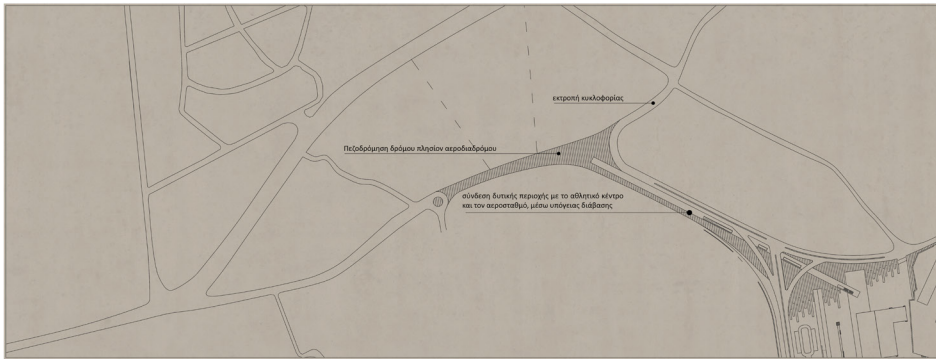 εκτροπή κυκλοφορίας
Πεζοδρόμηση δρόμου πλησίον αεροδιαδρόμου
σύνδεση δυτικής περιοχής με το αθλητικό κέντρο
και τον αεροσταθμό, μέσω υπόγειας διάβασης